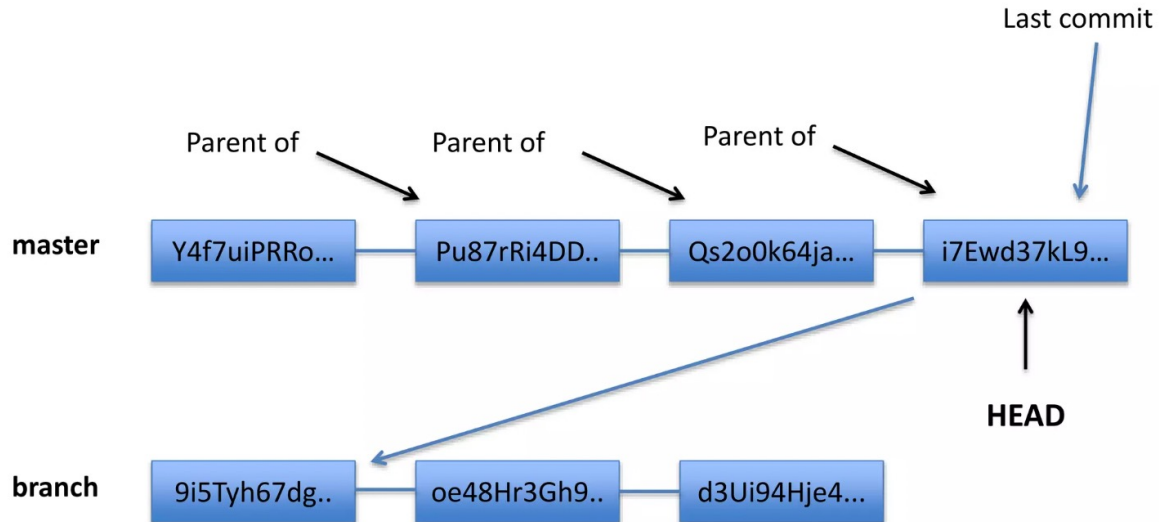 Last commit
Parent of
Parent of
Parent of
master
Y4f7uiPRRo...
Pu87rRi4DD..
Qs2o0k64ja...
i7Ewd37kL9...
HEAD
branch
9i5Tyh67dg..
oe48Hr3Gh9..
d3Ui94Hje4...